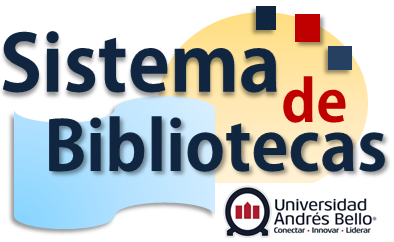 Sistema
de
Bibliotecas
Universidad
Andrés Bello®
Conectar • Innovar • Liderar